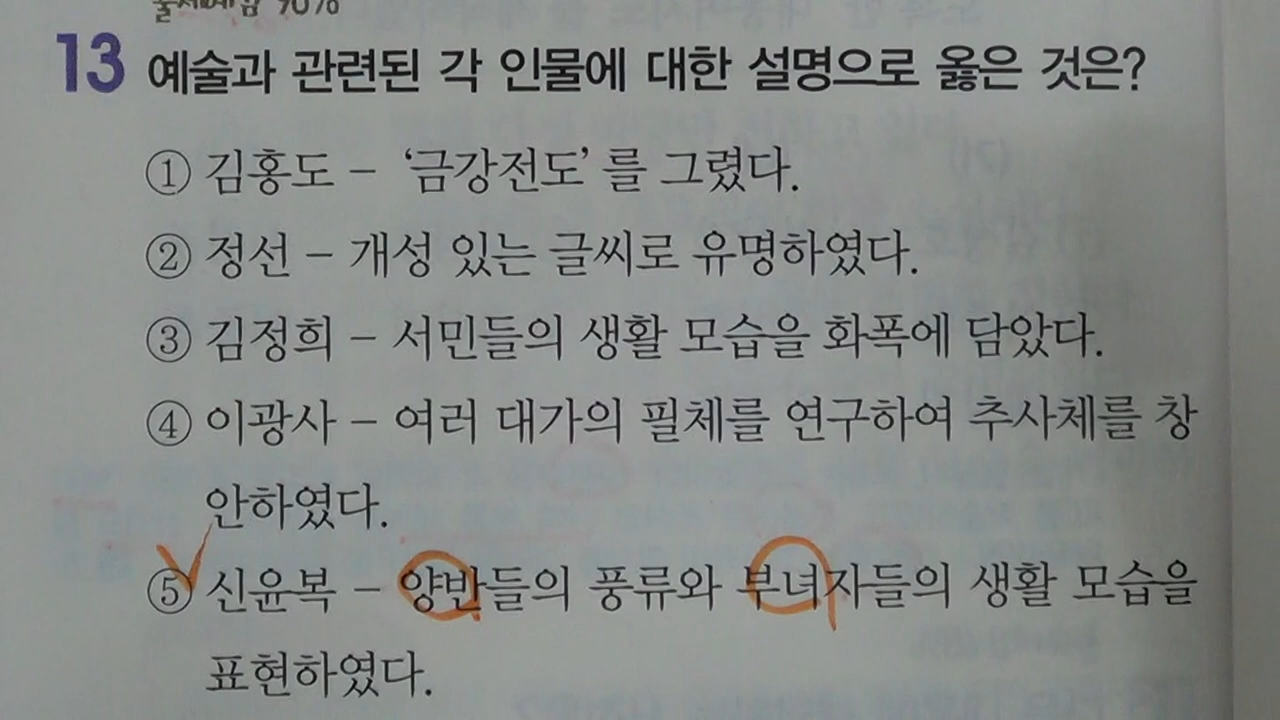 90%
13 예술과 관련된 각 인물에 대한 설명으로 옳은 것은?
① 김홍도 – ‘금강전도’를 그렸다.
② 정선 – 개성 있는 글씨로 유명하였다.
③ 김정희 – 서민들의 생활 모습을 화폭에 담았다.
④ 이광사 – 여러 대가의 필체를 연구하여 추사체를 창
안하였다.
⑤ 신윤복 – 양반들의 풍류와 부녀자들의 생활 모습을
표현하였다.